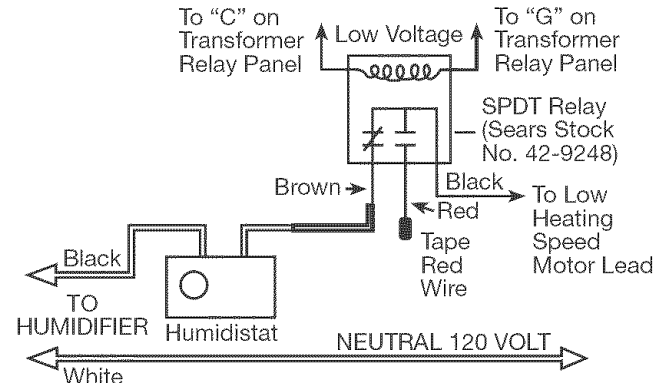 To “C” on
Transformer
Relay Panel
Low Voltage
To “G” on
Transformer
Relay Panel
SPDT Relay
(Sears Stock
No. 42-9248)
Brown
Black
Red
To Low
Heating
Speed
Motor Lead
Tape
Red
Wire
Black
TO
HUMIDIFIER
Humidistat
NEUTRAL 120 VOLT
White